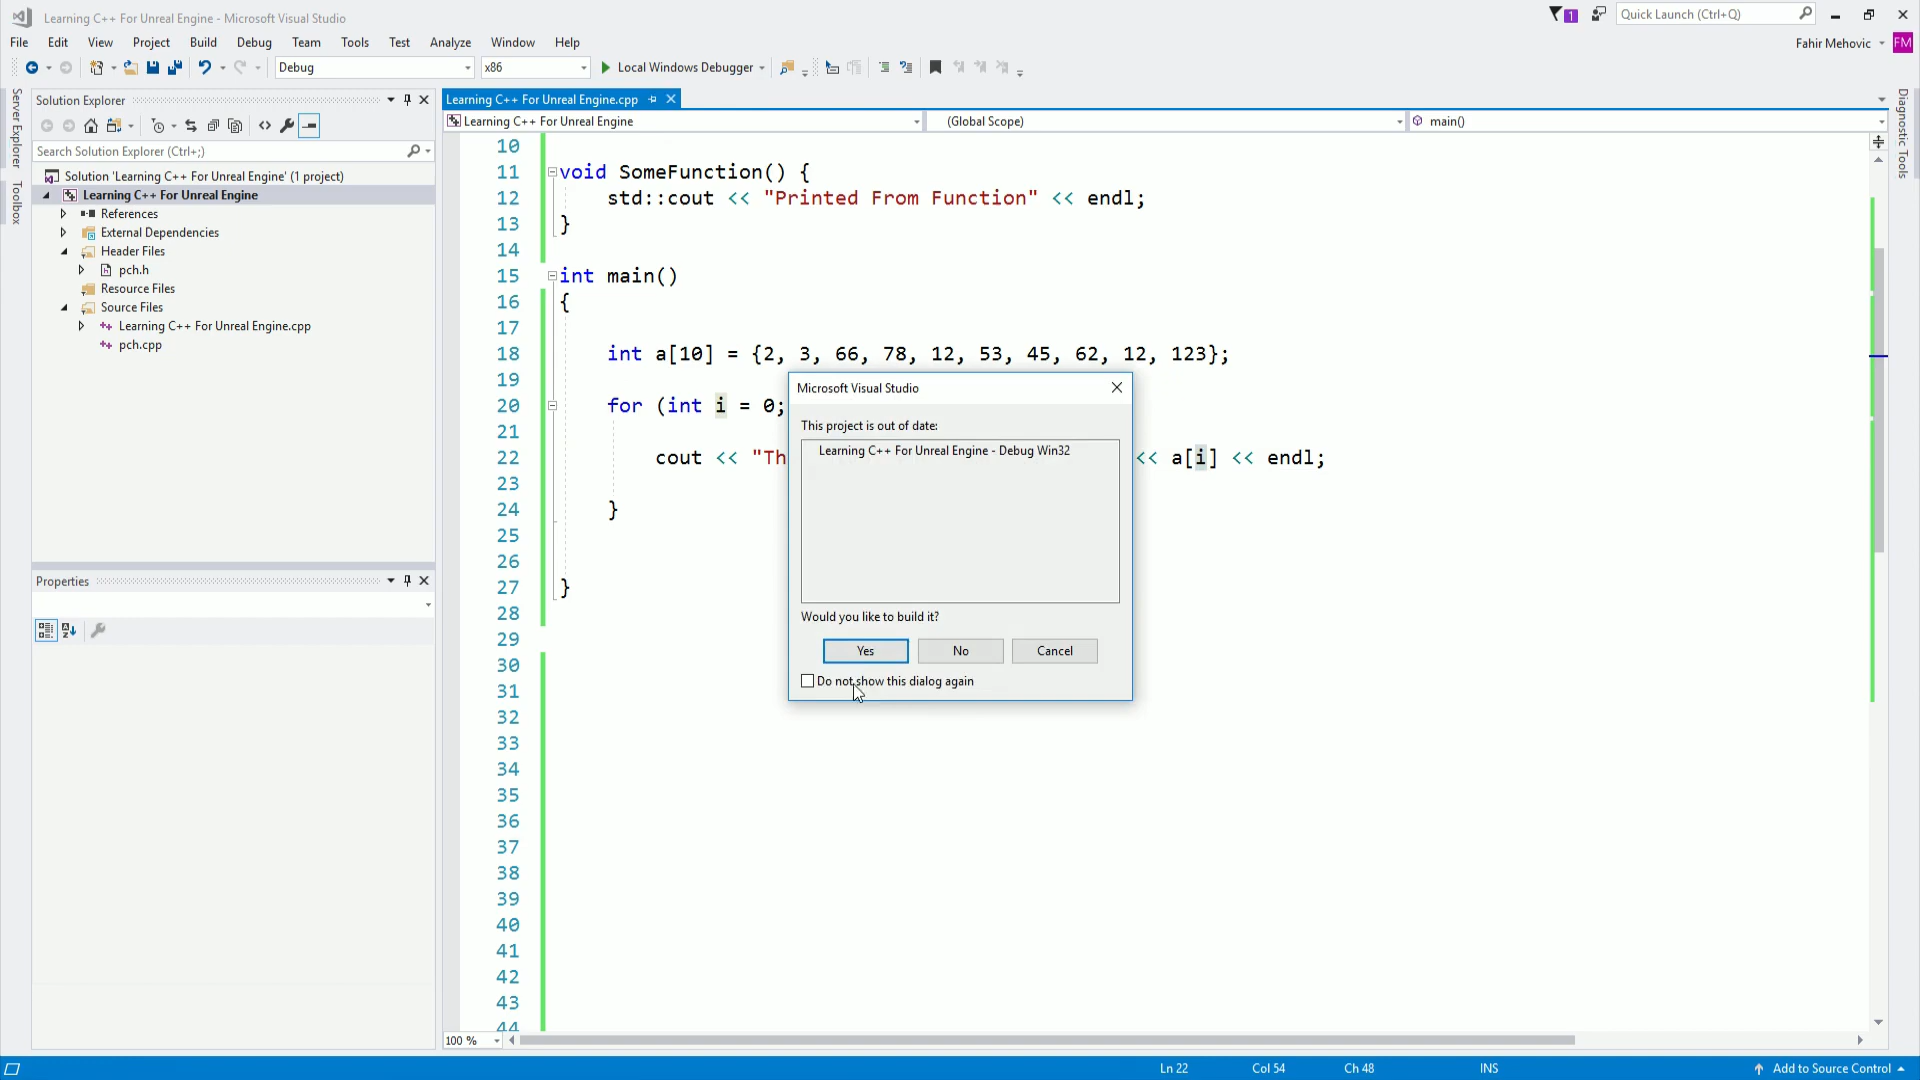 Learning C++ For Unreal Engine - Microsoft Visual Studio
1
Quick Launch (Ctrl+Q)
File Edit View Project Build Debug Team Tools Test Analyze Window Help
Fahir Mehovic FM
Debug x86 Local Windows Debugger
Server Explorer
Toolbox
Solution Explorer
Search Solution Explorer (Ctrl+;)
Solution 'Learning C++ For Unreal Engine' (1 project)
Learning C++ For Unreal Engine
References
External Dependencies
Header Files
pch.h
Resource Files
Source Files
Learning C++ For Unreal Engine.cpp
pch.cpp
Properties
Learning C++ For Unreal Engine.cpp
Learning C++ For Unreal Engine (Global Scope) main()
10
11 void SomeFunction() {
12 std::cout << "Printed From Function" << endl;
13 }
14
15 int main()
16 {
17
18 int a[10] = {2, 3, 66, 78, 12, 53, 45, 62, 12, 123};
19
20 for (int i = 0;
21
22 cout << "Th << a[i] << endl;
23
24 }
25
26
27 }
28
29
30
31
32
33
34
35
36
37
38
39
40
41
42
43
44
Microsoft Visual Studio
This project is out of date:
Learning C++ For Unreal Engine - Debug Win32
Would you like to build it?
Yes No Cancel
Do not show this dialog again
Diagnostic Tools
100 %
Ln 22 Col 54 Ch 48 INS Add to Source Control